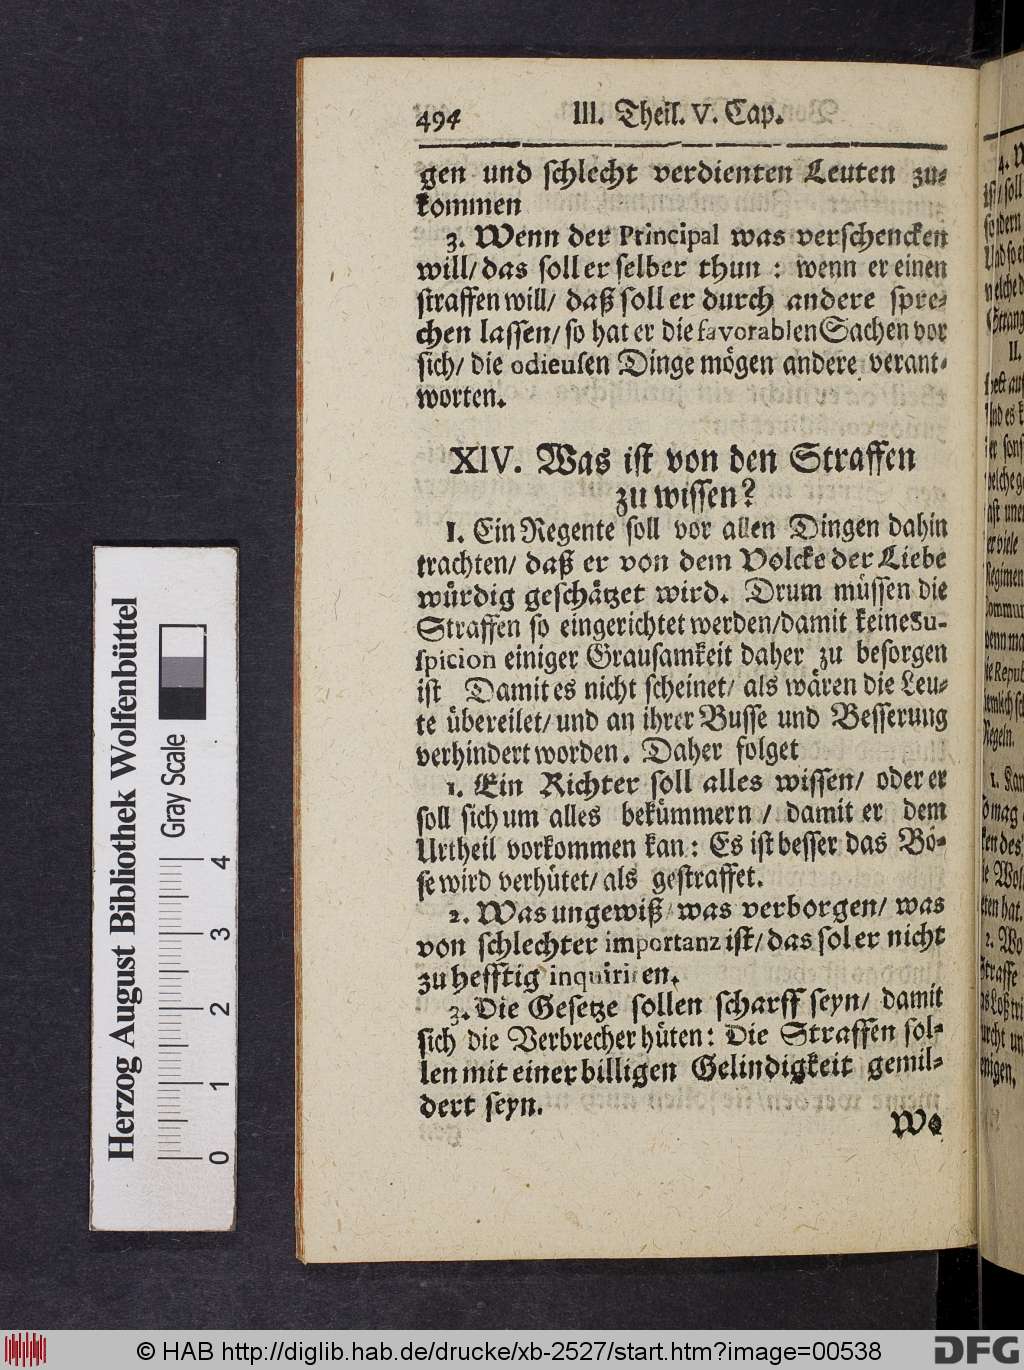 494 III. Theil. V. Cap.
gen und schlecht verdienten Leuten zu⸗
kommen
3. Wenn der Principal was verschencken
will/ das soll er selber thun : wenn er einen
straffen will/ daß soll er durch andere spre⸗
chen lassen/ so hat er die favorablen Sachen vor
sich/ die odieusen Dinge mögen andere verant⸗
worten.
XIV. Was ist von den Straffen
zu wissen?
I. Ein Regente soll vor allen Dingen dahin
trachten/ daß er von dem Volcke der Liebe
würdig geschätzet wird. Drum müssen die
Straffen so eingerichtet werden/damit keine Su-
spicion einiger Grausamkeit daher zu besorgen
ist Damit es nicht scheinet/ als wären die Leu⸗
te übereilet/ und an ihrer Busse und Besserung
verhindert worden. Daher folget
1. Ein Richter soll alles wissen/ oder er
soll sich um alles bekümmern / damit er dem
Urtheil vorkommen kan: Es ist besser das Bö⸗
se wird verhütet/ als gestraffet.
2. Was ungewiß/ was verborgen/ was
von schlechter importanz ist/ das sol er nicht
zu hefftig inquiriren.
3. Die Gesetze sollen scharff seyn/ damit
sich die Verbrecher hüten: Die Straffen sol⸗
len mit einer billigen Gelindigkeit gemil⸗
dert seyn.
Wo
4.
II.
1. Kan
mag
hat.
2. Wo
Straffe
Regeln.
Herzog August Bibliothek Wolfenbüttel
Gray Scale
0 1 2 3 4
© HAB http://diglib.hab.de/drucke/xb-2527/start.htm?image=00538
DFG